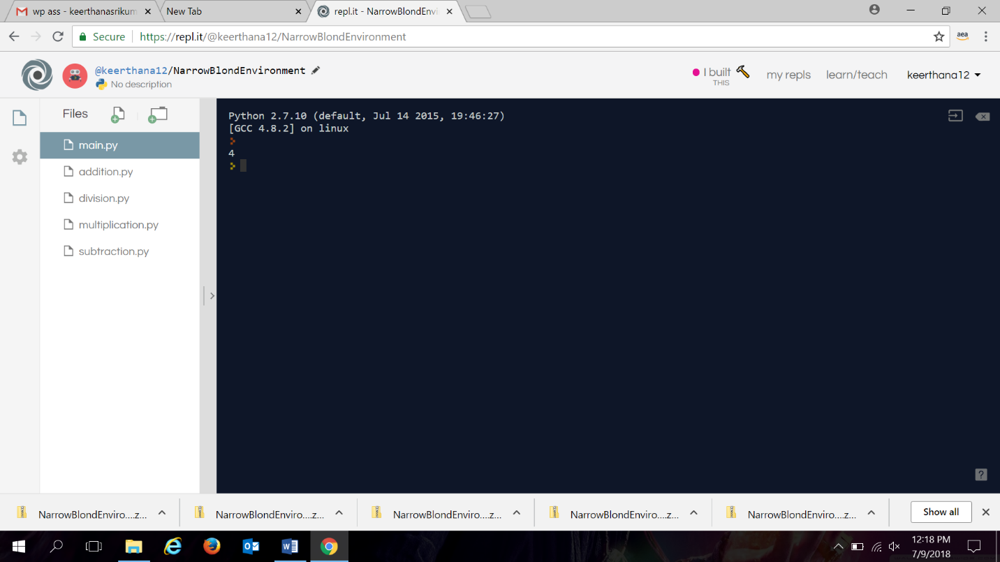 wp ass - keerthanasrikum
New Tab
repl.it - NarrowBlondEnvi
Secure
https://repl.it/@keerthana12/NarrowBlondEnvironment
aea
@keerthana12/NarrowBlondEnvironment
No description
I built
THIS
my repls
learn/teach
keerthana12
Files
main.py
addition.py
division.py
multiplication.py
subtraction.py
Python 2.7.10 (default, Jul 14 2015, 19:46:27)
[GCC 4.8.2] on linux
4
?
NarrowBlondEnviro....z...
NarrowBlondEnviro....z...
NarrowBlondEnviro....z...
NarrowBlondEnviro....z...
NarrowBlondEnviro....z...
Show all
12:18 PM
7/9/2018